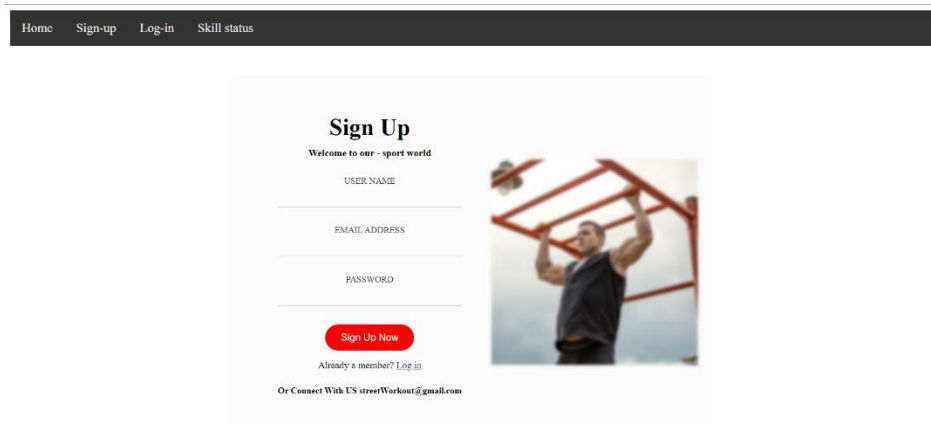 Home Sign-up Log-in Skill status
Sign Up
Welcome to our - sport world
USER NAME
EMAIL ADDRESS
PASSWORD
Sign Up Now
Already a member? Log in
Or Connect With US streetWorkout@gmail.com